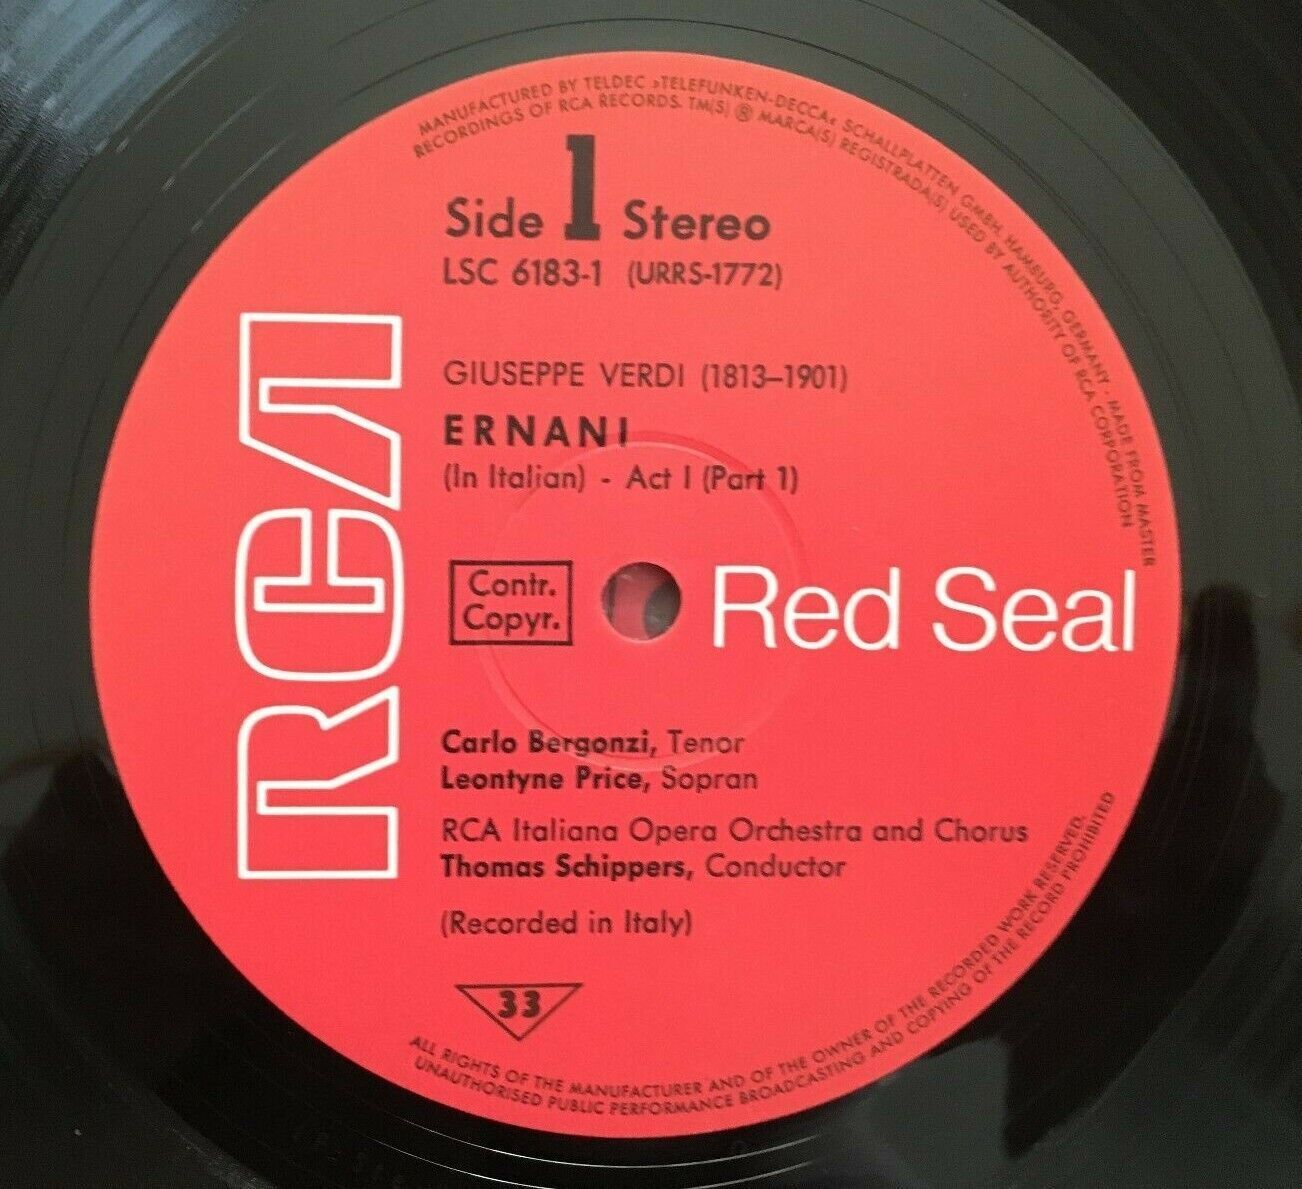 MANUFACTURED BY TELDEC »TELEFUNKEN-DECCA« SCHALLPLATTEN GMBH, HAMBURG, GERMANY · MADE FROM MASTER
RECORDINGS OF RCA RECORDS. TM(S) ® MARCA(S) REGISTRADA(S) USED BY AUTHORITY OF RCA CORPORATION
Side 1 Stereo
LSC 6183-1 (URRS-1772)
RCA
GIUSEPPE VERDI (1813–1901)
ERNANI
(In Italian) - Act I (Part 1)
Contr.
Copyr.
Red Seal
Carlo Bergonzi, Tenor
Leontyne Price, Sopran
RCA Italiana Opera Orchestra and Chorus
Thomas Schippers, Conductor
(Recorded in Italy)
33
ALL RIGHTS OF THE MANUFACTURER AND OF THE OWNER OF THE RECORDED WORK RESERVED.
UNAUTHORISED PUBLIC PERFORMANCE BROADCASTING AND COPYING OF THE RECORD PROHIBITED